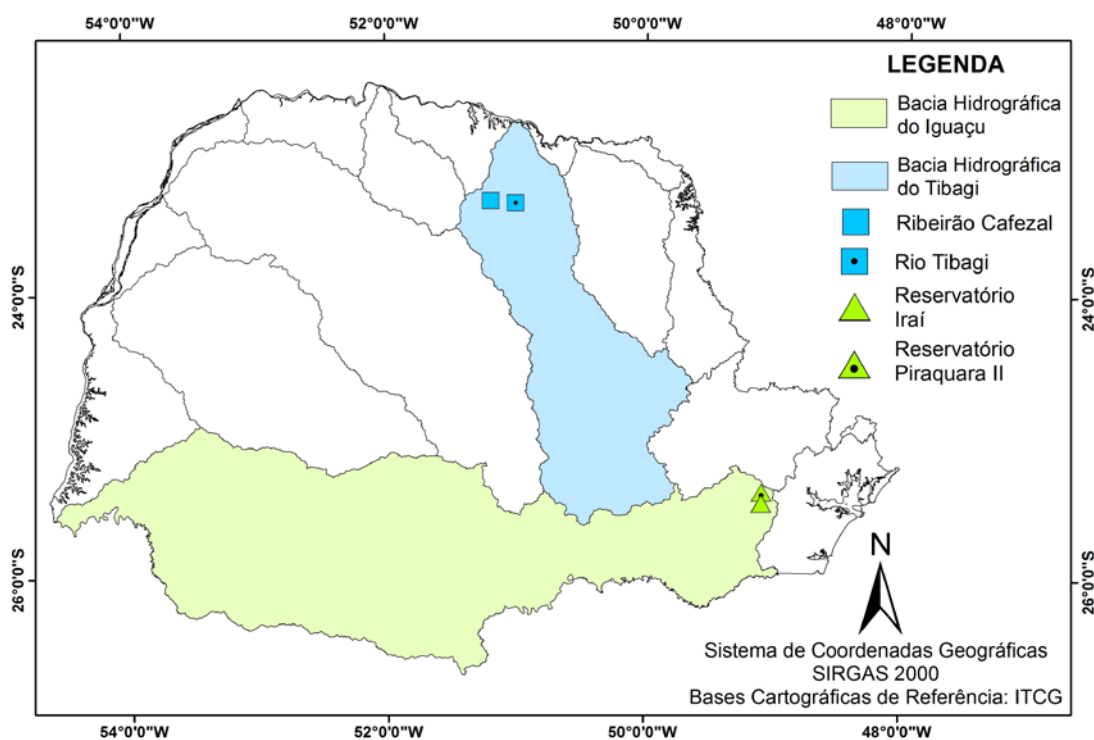 54°0'0"W
52°0'0"W
50°0'0"W
48°0'0"W
LEGENDA
Bacia Hidrográfica
do Iguaçu
Bacia Hidrográfica
do Tibagi
Ribeirão Cafezal
Rio Tibagi
Reservatório
Iraí
Reservatório
Piraquara II
24°0'0"S
24°0'0"S
26°0'0"S
26°0'0"S
N
Sistema de Coordenadas Geográficas
SIRGAS 2000
Bases Cartográficas de Referência: ITCG
54°0'0"W
52°0'0"W
50°0'0"W
48°0'0"W